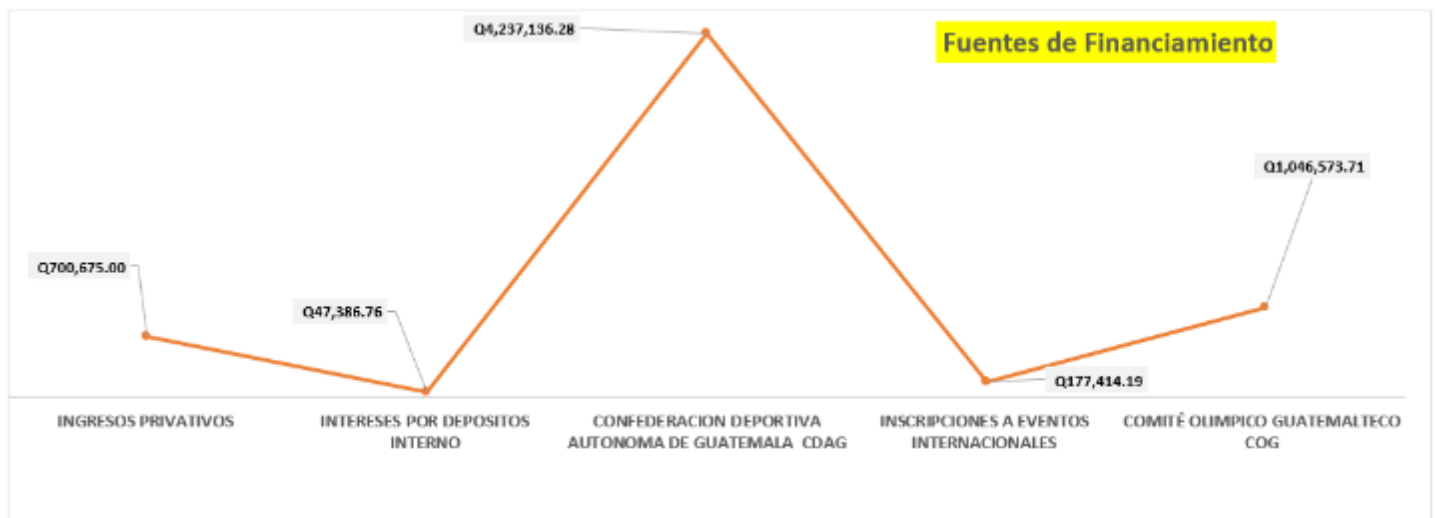 Q4,237,136.28
Fuentes de Financiamiento
Q1,046,573.71
Q700,675.00
Q47,386.76
Q177,414.19
INGRESOS PRIVATIVOS
INTERESES POR DEPOSITOS
INTERNO
CONFEDERACION DEPORTIVA
AUTONOMA DE GUATEMALA CDAG
INSCRIPCIONES A EVENTOS
INTERNACIONALES
COMITÉ OLIMPICO GUATEMALTECO
COG